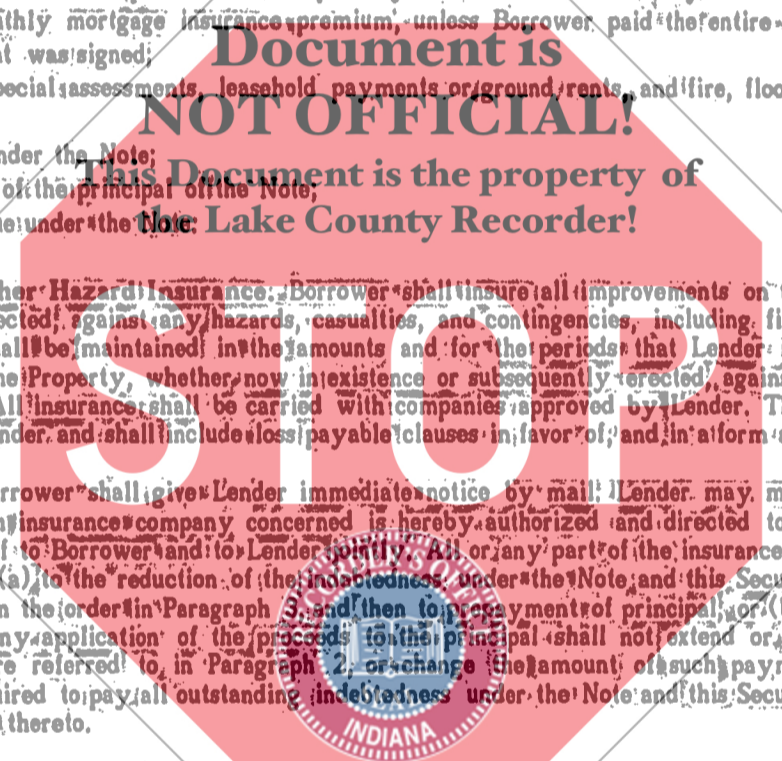 thly mortgage insurance premium, unless Borrower paid the entire
t was signed;
Document is
pecial assessments, leasehold payments or ground rents, and fire, floo
NOT OFFICIAL!
nder the Note;
This Document is the property of
of the principal of the Note;
the Lake County Recorder!
e under the Note.
her Hazard Insurance. Borrower shall insure all improvements on
ected, against any hazards, casualties, and contingencies, including fi
all be maintained in the amounts and for the periods that Lender
he Property, whether now in existence or subsequently erected, again
All insurance shall be carried with companies approved by Lender. T
nder and shall include loss payable clauses in favor of, and in a form
STOP
rrower shall give Lender immediate notice by mail. Lender may m
insurance company concerned is hereby authorized and directed to
to Borrower and to Lender jointly. All or any part of the insurance
(a) to the reduction of the indebtedness under the Note and this Secu
n the order in Paragraph and then to prepayment of principal, or (
ny application of the proceeds to the principal shall not extend or
re referred to in Paragraph 2, or change the amount of such pay
uired to pay all outstanding indebtedness under the Note and this Secu
thereto.
RECORDER'S OFFICE
INDIANA